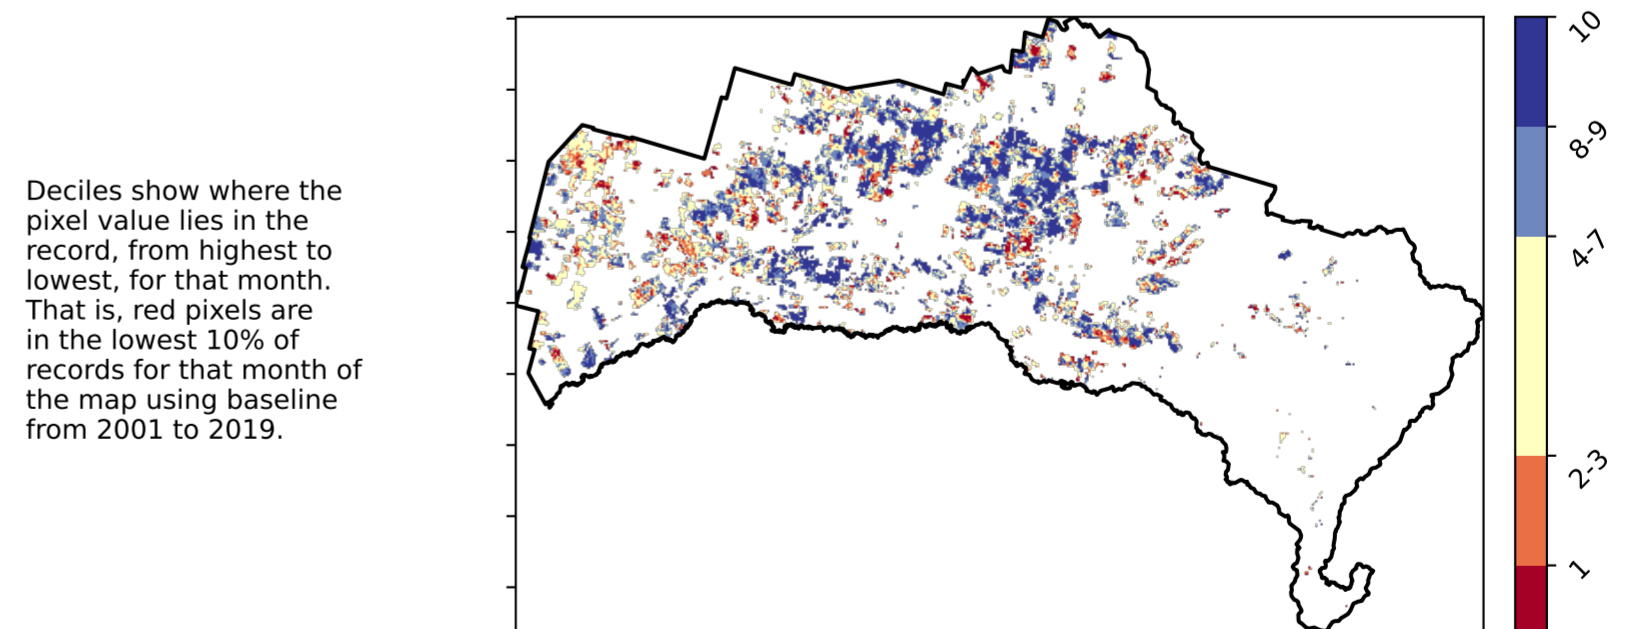 Deciles show where the
pixel value lies in the
record, from highest to
lowest, for that month.
That is, red pixels are
in the lowest 10% of
records for that month of
the map using baseline
from 2001 to 2019.
10
8-9
4-7
2-3
1